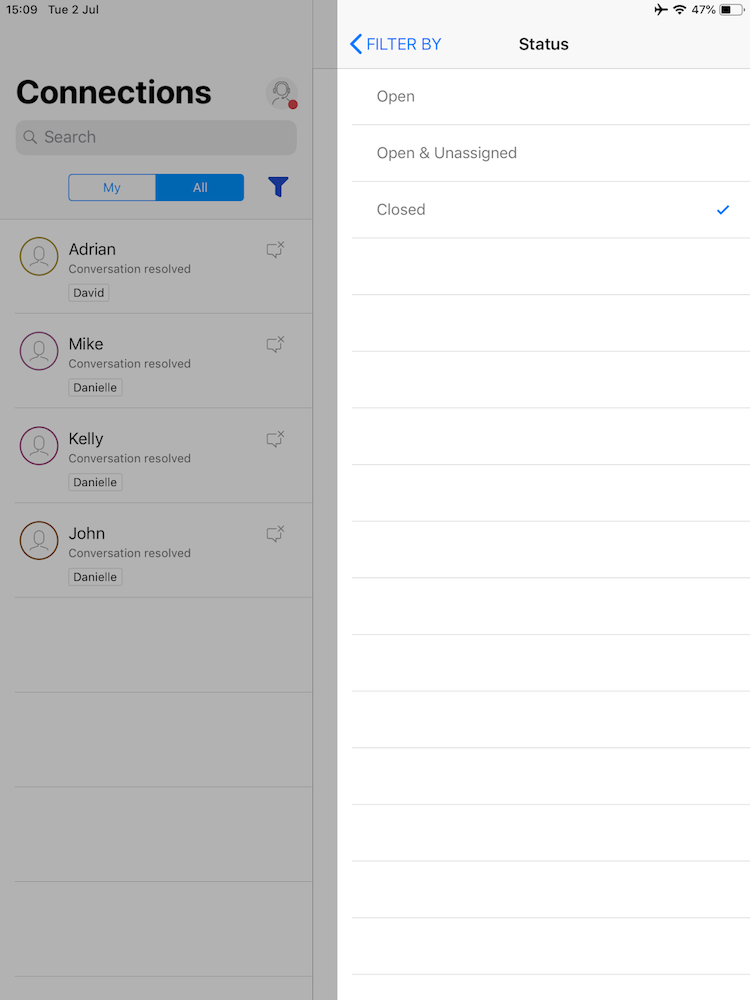 15:09 Tue 2 Jul
47%
Connections
Search
My All
Adrian
Conversation resolved
David
Mike
Conversation resolved
Danielle
Kelly
Conversation resolved
Danielle
John
Conversation resolved
Danielle
FILTER BY Status
Open
Open & Unassigned
Closed